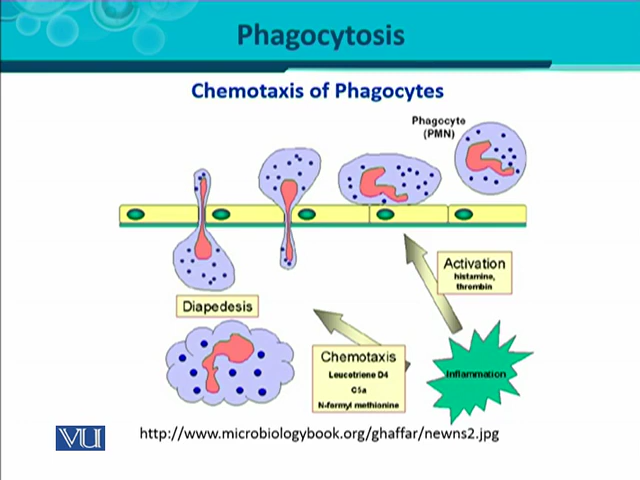 Phagocytosis
Chemotaxis of Phagocytes
Phagocyte
(PMN)
Activation
histamine,
thrombin
Diapedesis
Chemotaxis
Leucotriene D4
C5a
N-formyl methionine
Inflammation
VU
http://www.microbiologybook.org/ghaffar/newns2.jpg